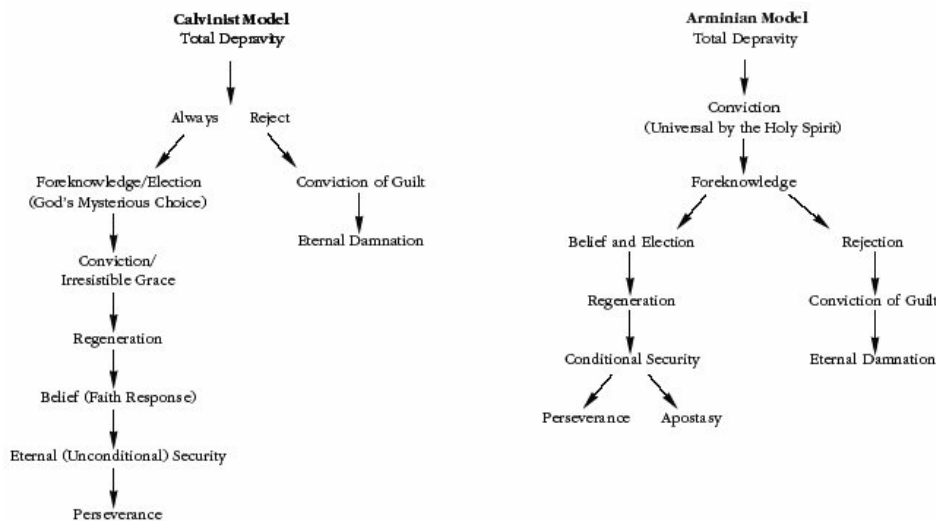 Calvinist Model
Total Depravity
Always
Reject
Foreknowledge/Election
(God's Mysterious Choice)
Conviction of Guilt
Eternal Damnation
Conviction/
Irresistible Grace
Regeneration
Belief (Faith Response)
Eternal (Unconditional) Security
Perseverance
Arminian Model
Total Depravity
Conviction
(Universal by the Holy Spirit)
Foreknowledge
Belief and Election
Rejection
Regeneration
Conviction of Guilt
Conditional Security
Eternal Damnation
Perseverance
Apostasy